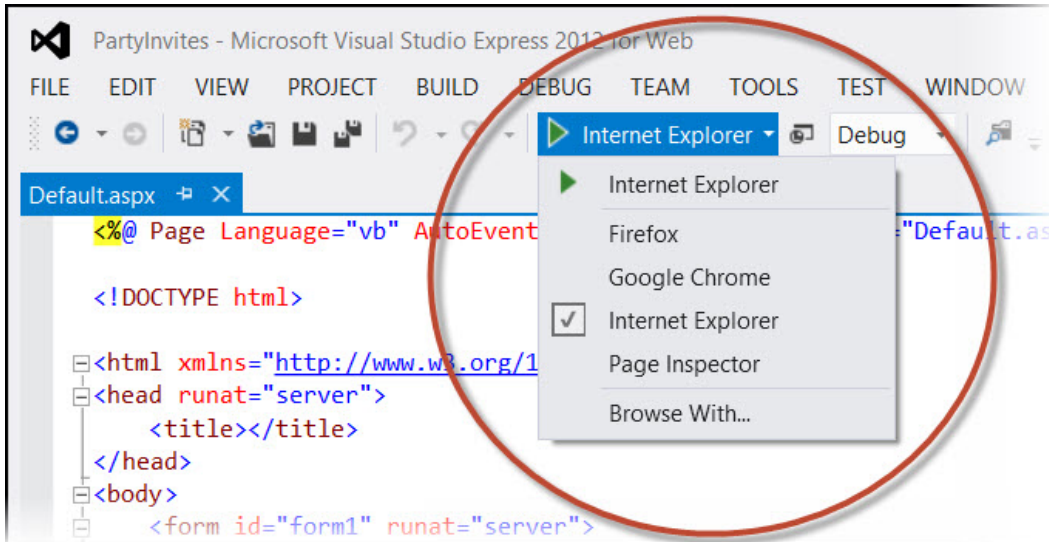 PartyInvites - Microsoft Visual Studio Express 2012 for Web
FILE EDIT VIEW PROJECT BUILD DEBUG TEAM TOOLS TEST WINDOW
Internet Explorer Debug
Default.aspx
Internet Explorer
Firefox
Google Chrome
Internet Explorer
Page Inspector
Browse With...
<%@ Page Language="vb" AutoEvent ="Default.as
<!DOCTYPE html>
<html xmlns="http://www.w3.org/1
<head runat="server">
<title></title>
</head>
<body>
<form id="form1" runat="server">